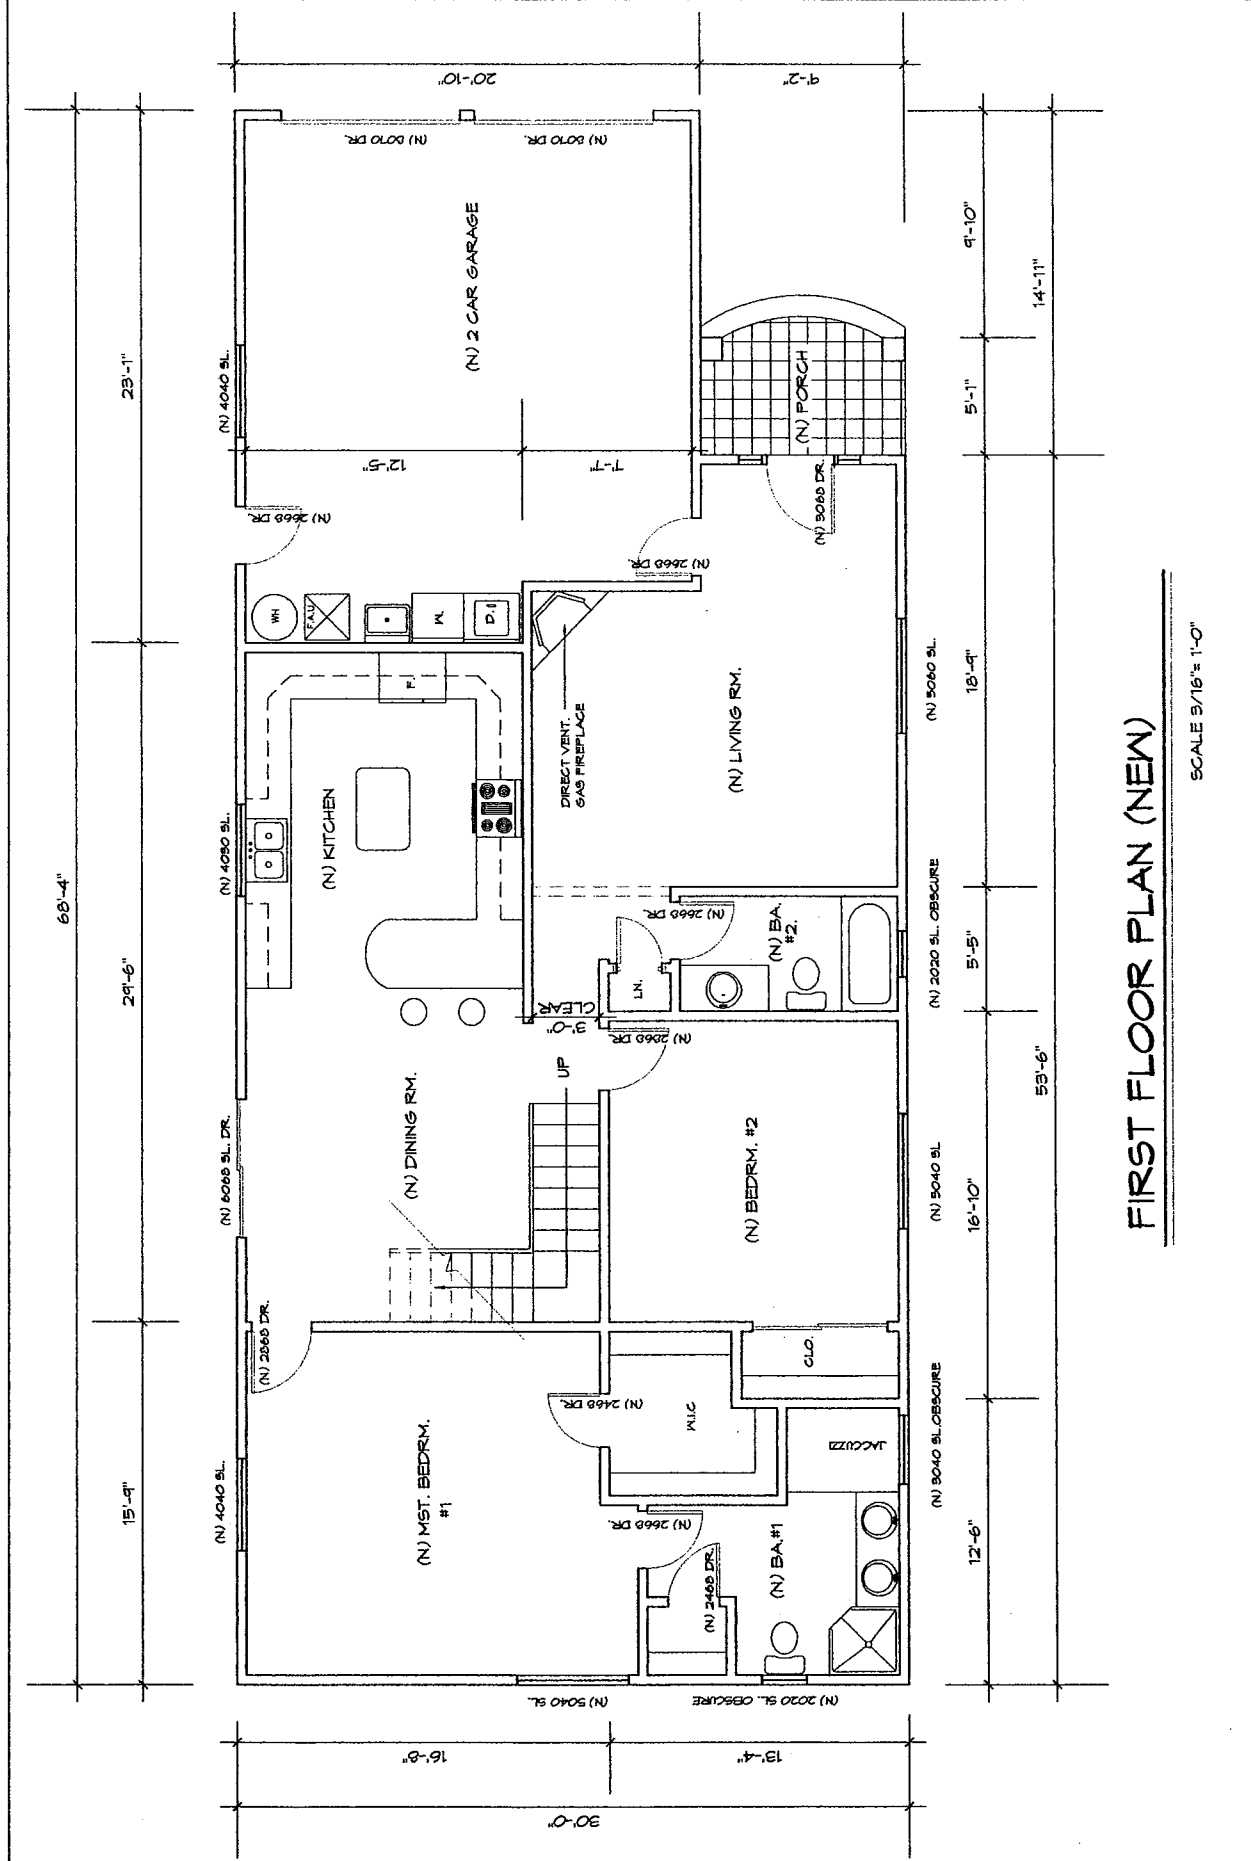 68'-4"
15'-9"
29'-6"
23'-1"
(N) 4040 SL.
(N) 6068 SL. DR.
(N) 4030 SL.
(N) 4040 SL.
(N) 2868 DR.
(N) 2668 DR.
WH
F.A.U.
W.
D.
F.
(N) 8070 DR.
(N) 8070 DR.
20'-10"
9'-2"
30'-0"
16'-8"
13'-4"
(N) MST. BEDRM.
#1
(N) DINING RM.
(N) KITCHEN
12'-5"
7'-7"
(N) 2 CAR GARAGE
UP
3'-0"
CLEAR
DIRECT VENT.
GAS FIREPLACE
(N) 5040 SL.
(N) 2468 DR.
(N) 2668 DR.
(N) 2868 DR.
LN.
(N) 2668 DR.
(N) 2668 DR.
W.I.C
(N) 2468 DR.
(N) BA.#1
(N) BEDRM. #2
(N) BA.
#2.
(N) LIVING RM.
(N) 3068 DR.
(N) PORCH
CLO.
JACCUZZI
(N) 2020 SL. OBSCURE
(N) 3040 SL.OBSCURE
(N) 5040 SL
(N) 2020 SL. OBSCURE
(N) 5060 SL.
12'-6"
16'-10"
5'-5"
18'-9"
5'-1"
9'-10"
53'-6"
14'-11"
FIRST FLOOR PLAN (NEW)
SCALE 3/16"= 1'-0"